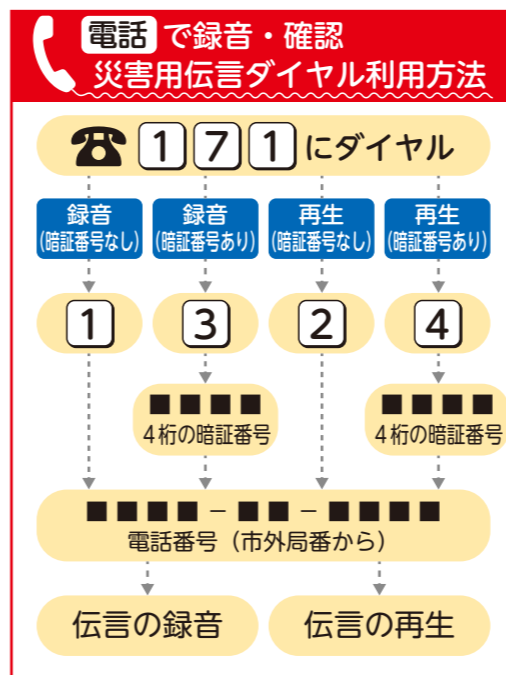 電話で録音・確認
災害用伝言ダイヤル利用方法
171にダイヤル
録音
(暗証番号なし)
録音
(暗証番号あり)
再生
(暗証番号なし)
再生
(暗証番号あり)
1
3
2
4
■■■■
4桁の暗証番号
■■■■
4桁の暗証番号
■■■■－■■－■■■■
電話番号（市外局番から）
伝言の録音
伝言の再生